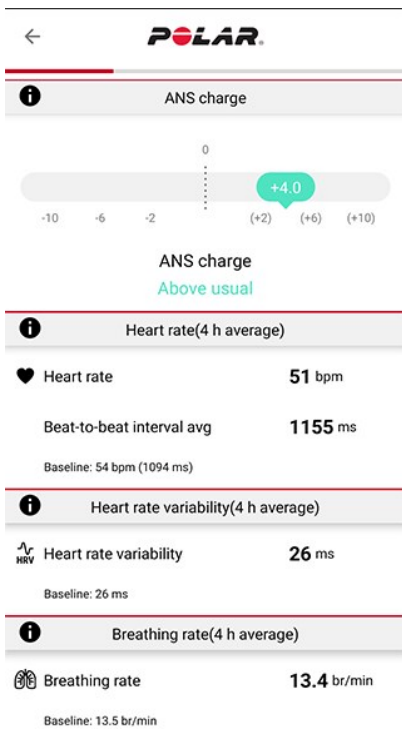 POLAR.
ANS charge
0
+4.0
-10 -6 -2 (+2) (+6) (+10)
ANS charge
Above usual
Heart rate(4 h average)
Heart rate 51 bpm
Beat-to-beat interval avg 1155 ms
Baseline: 54 bpm (1094 ms)
Heart rate variability(4 h average)
HRV Heart rate variability 26 ms
Baseline: 26 ms
Breathing rate(4 h average)
Breathing rate 13.4 br/min
Baseline: 13.5 br/min